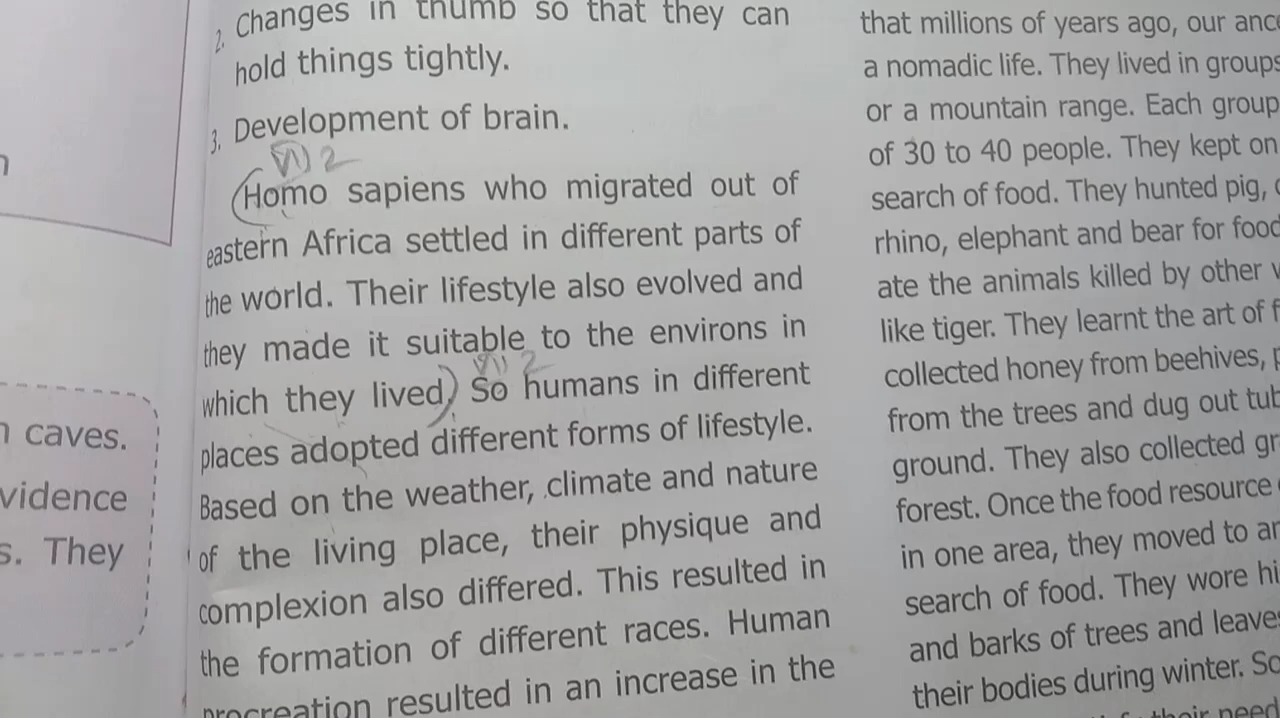 caves.
vidence
s. They
2. Changes in thumb so that they can
hold things tightly.
3. Development of brain.
Homo sapiens who migrated out of
eastern Africa settled in different parts of
the world. Their lifestyle also evolved and
they made it suitable to the environs in
which they lived. So humans in different
places adopted different forms of lifestyle.
Based on the weather, climate and nature
of the living place, their physique and
complexion also differed. This resulted in
the formation of different races. Human
procreation resulted in an increase in the
that millions of years ago, our
a nomadic life. They lived in groups
or a mountain range. Each group
of 30 to 40 people. They kept on
search of food. They hunted pig,
rhino, elephant and bear for food
ate the animals killed by other
like tiger. They learnt the art of
collected honey from beehives,
from the trees and dug out
ground. They also collected
forest. Once the food resource
in one area, they moved to
search of food. They wore
and barks of trees and leaves
their bodies during winter.
their need